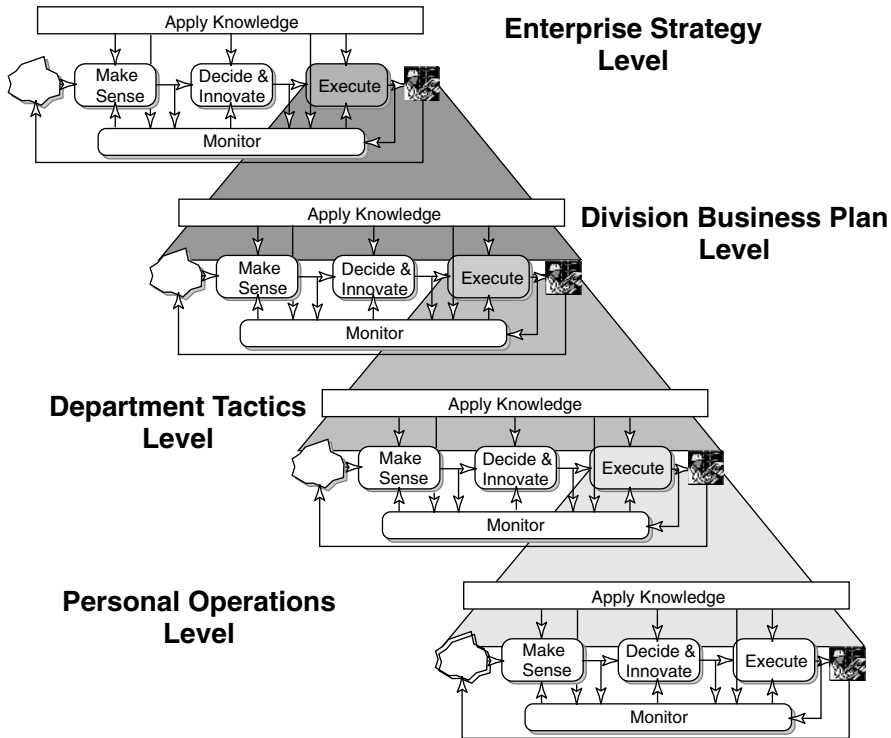 Apply Knowledge
Enterprise Strategy
Level
Make
Sense
Decide &
Innovate
Execute
Monitor
Apply Knowledge
Division Business Plan
Level
Make
Sense
Decide &
Innovate
Execute
Monitor
Department Tactics
Level
Apply Knowledge
Make
Sense
Decide &
Innovate
Execute
Monitor
Personal Operations
Level
Apply Knowledge
Make
Sense
Decide &
Innovate
Execute
Monitor